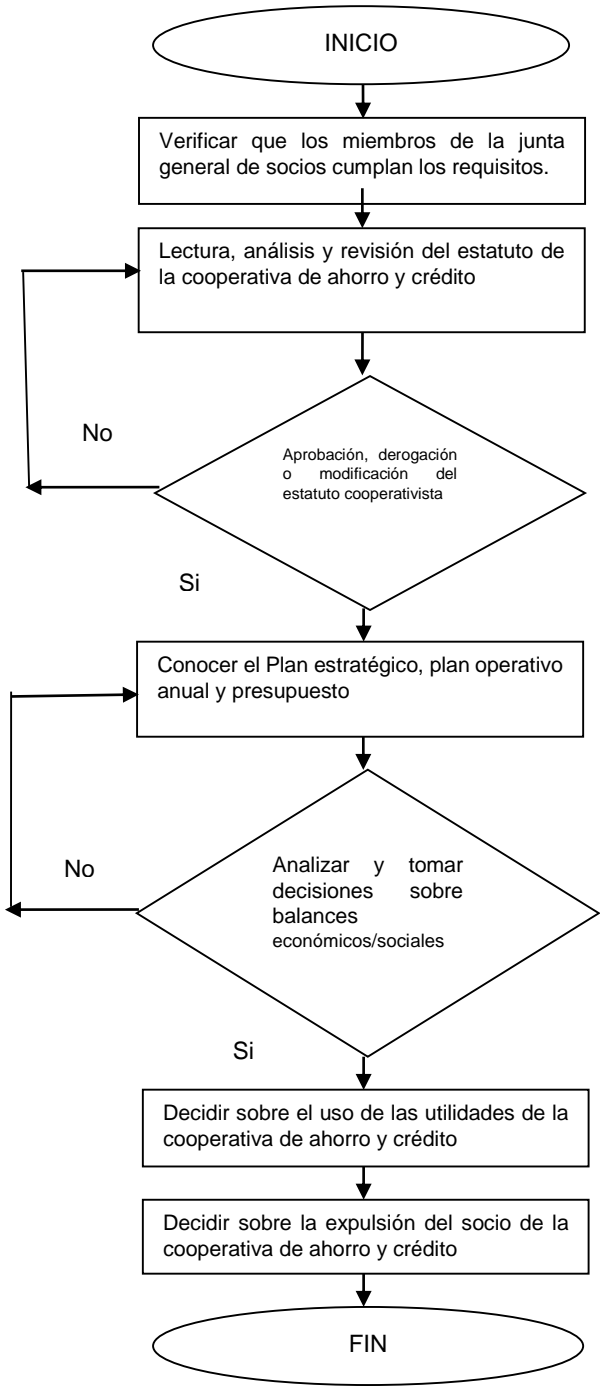 INICIO
Verificar que los miembros de la junta
general de socios cumplan los requisitos.
Lectura, análisis y revisión del estatuto de
la cooperativa de ahorro y crédito
No
Aprobación, derogación
o modificación del
estatuto cooperativista
Si
Conocer el Plan estratégico, plan operativo
anual y presupuesto
No
Analizar y tomar
decisiones sobre
balances
económicos/sociales
Si
Decidir sobre el uso de las utilidades de la
cooperativa de ahorro y crédito
Decidir sobre la expulsión del socio de la
cooperativa de ahorro y crédito
FIN